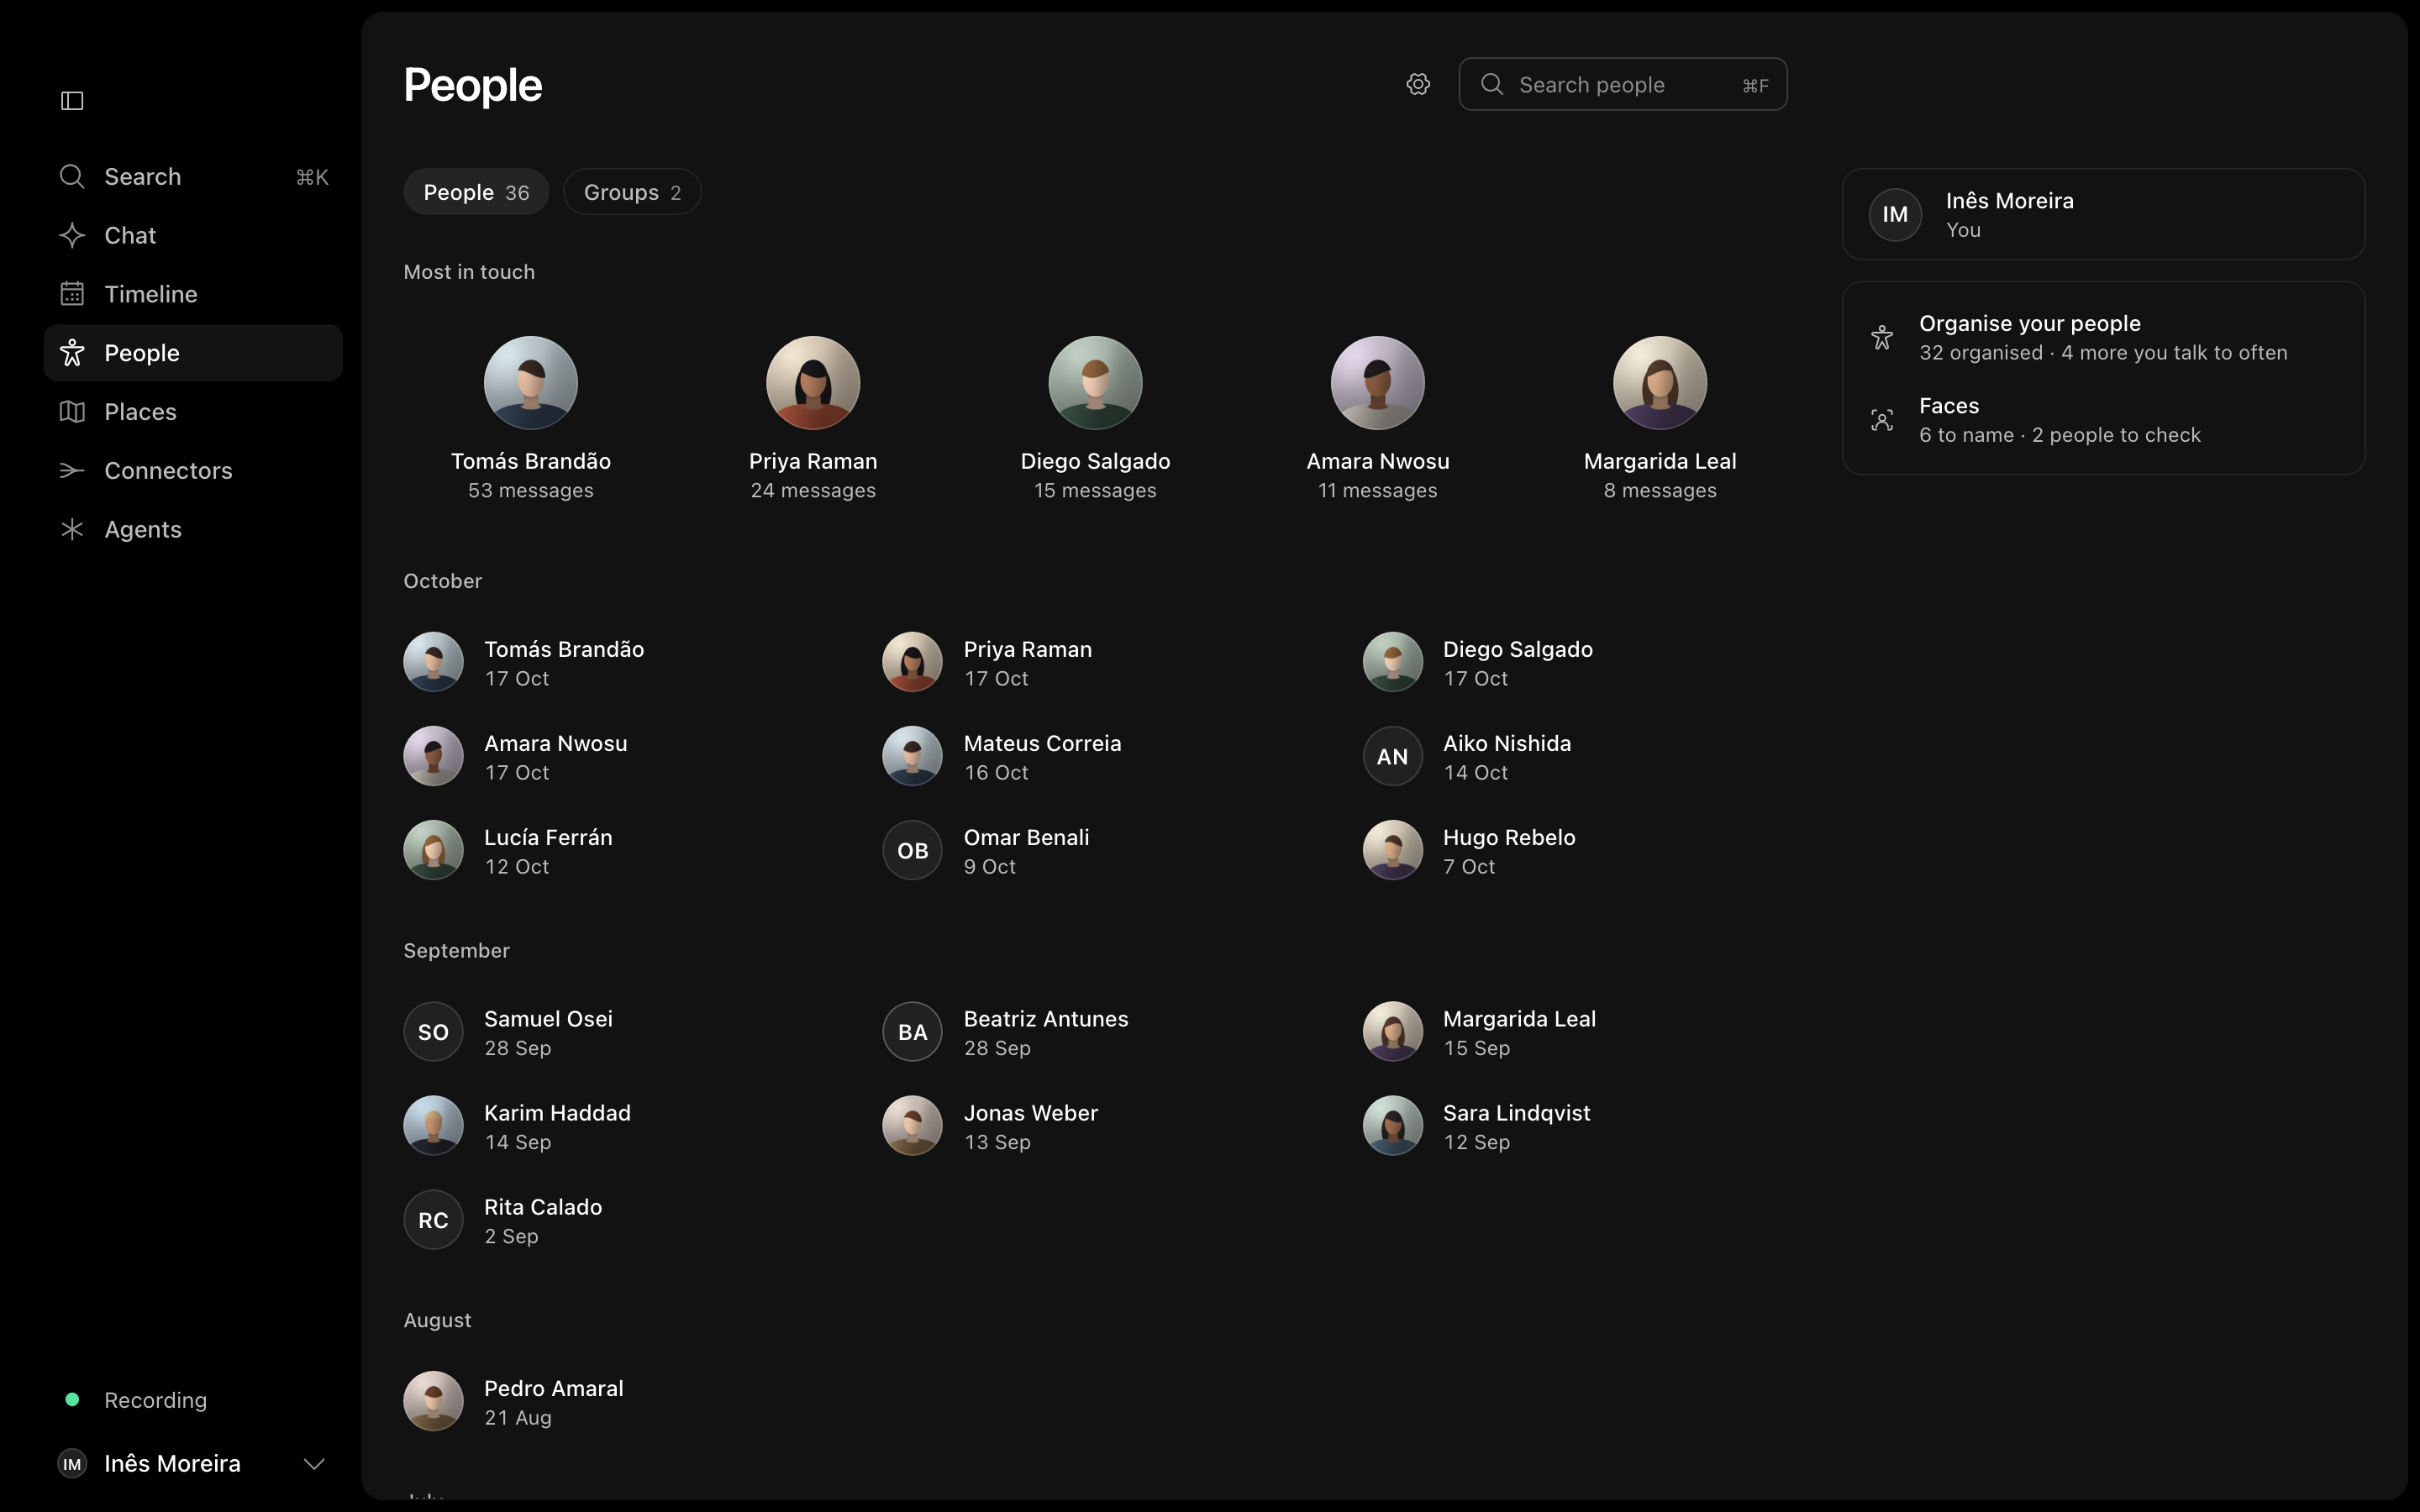 Search ⌘K
Chat
Timeline
People
Places
Connectors
Agents
Recording
IM Inês Moreira
People
Search people ⌘F
People 36 Groups 2
Most in touch
Tomás Brandão
53 messages
Priya Raman
24 messages
Diego Salgado
15 messages
Amara Nwosu
11 messages
Margarida Leal
8 messages
October
Tomás Brandão
17 Oct
Priya Raman
17 Oct
Diego Salgado
17 Oct
Amara Nwosu
17 Oct
Mateus Correia
16 Oct
AN
Aiko Nishida
14 Oct
Lucía Ferrán
12 Oct
OB
Omar Benali
9 Oct
Hugo Rebelo
7 Oct
September
SO
Samuel Osei
28 Sep
BA
Beatriz Antunes
28 Sep
Margarida Leal
15 Sep
Karim Haddad
14 Sep
Jonas Weber
13 Sep
Sara Lindqvist
12 Sep
RC
Rita Calado
2 Sep
August
Pedro Amaral
21 Aug
IM
Inês Moreira
You
Organise your people
32 organised · 4 more you talk to often
Faces
6 to name · 2 people to check